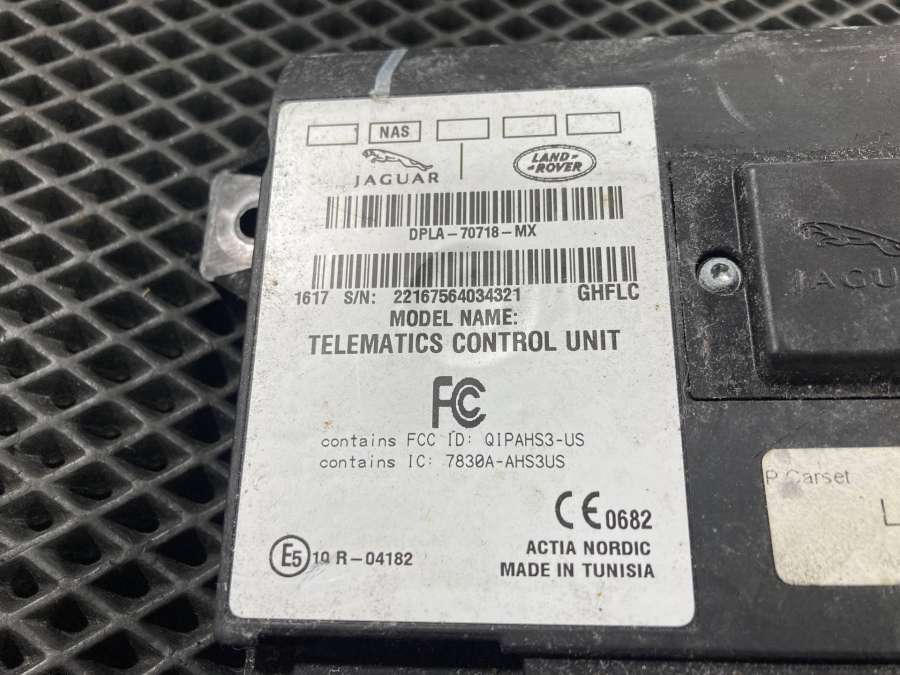 NAS
JAGUAR
LAND-
-ROVER
DPLA-70718-MX
1617 S/N: 22167564034321 GHFLC
MODEL NAME:
TELEMATICS CONTROL UNIT
FC
contains FCC ID: QIPAHS3-US
contains IC: 7830A-AHS3US
CE 0682
E5 10 R-04182
ACTIA NORDIC
MADE IN TUNISIA
JAGUAR
P Carset